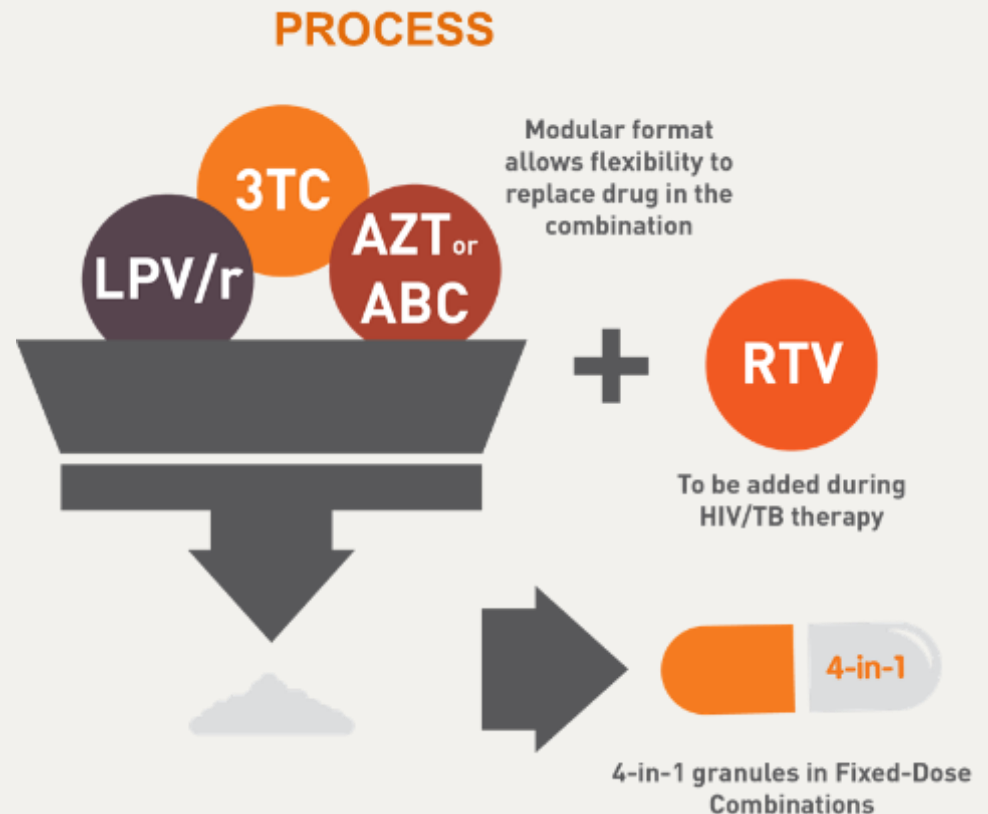 PROCESS
3TC
LPV/r
AZT or
ABC
Modular format
allows flexibility to
replace drug in the
combination
RTV
To be added during
HIV/TB therapy
4-in-1
4-in-1 granules in Fixed-Dose
Combinations